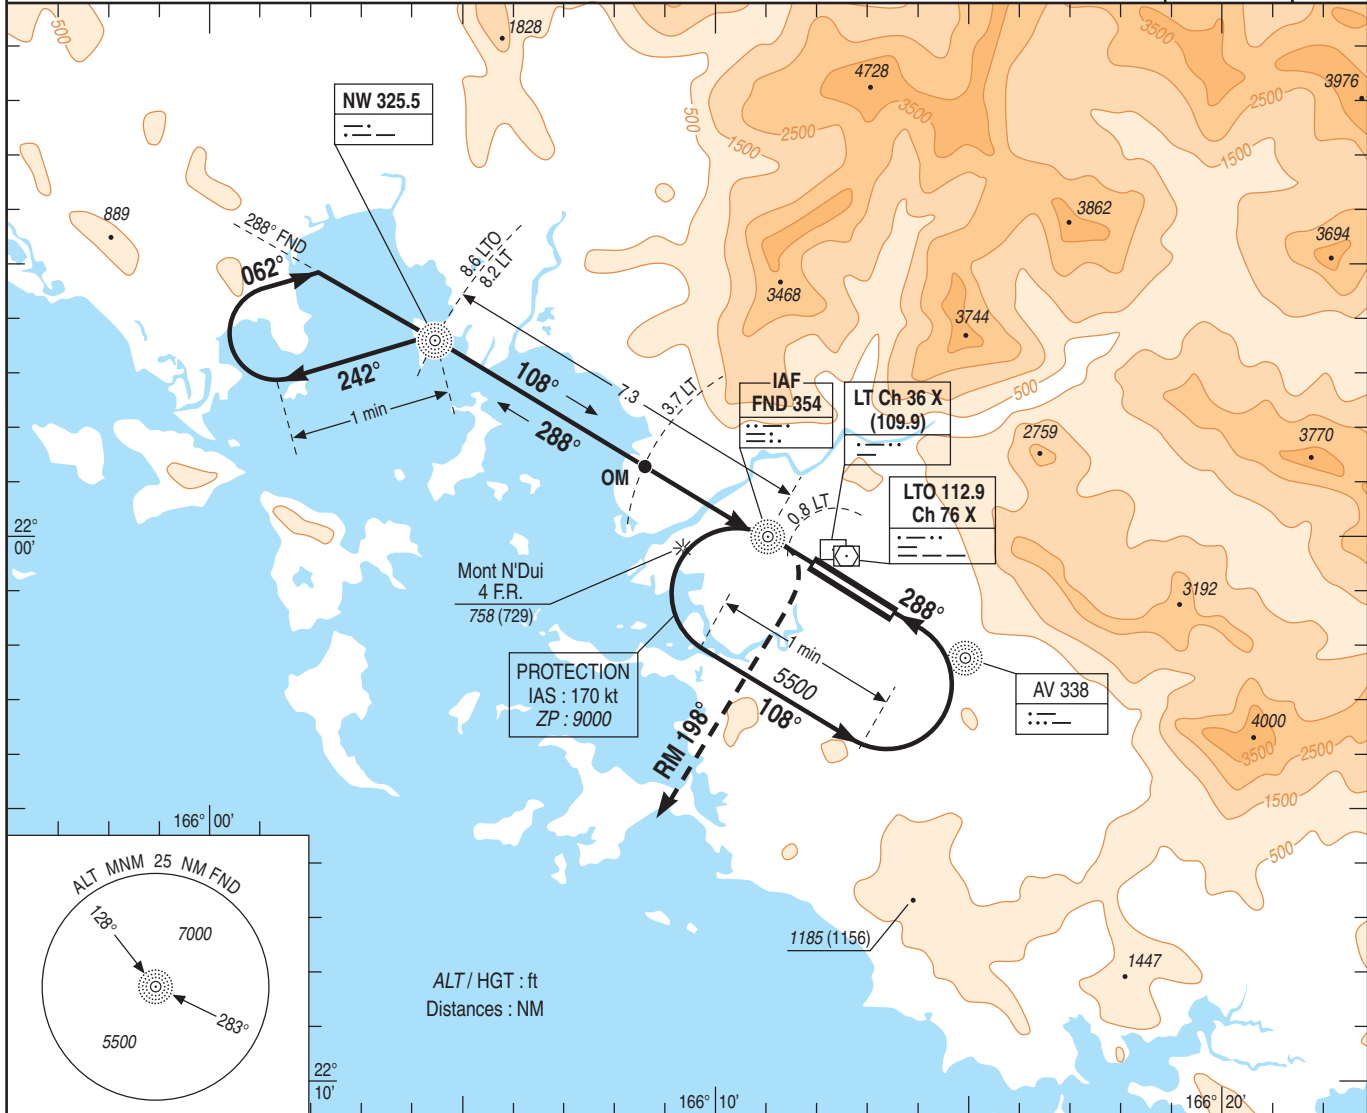 500
1828
4728
3500
3500
3976
2500
2500
500
1500
1500
NW 325.5
889
288° FND
062°
8.6 LTO
8.2 LT
3862
3694
3468
3744
242°
1 min
108°
288°
7.3
3.7 LT
OM
IAF
FND 354
LT Ch 36 X
(109.9)
500
2759
3770
LTO 112.9
Ch 76 X
0.8 LT
22°
00'
Mont N'Dui
4 F.R.
758 (729)
288°
3192
PROTECTION
IAS : 170 kt
ZP : 9000
1 min
5500
108°
RM 198°
AV 338
4000
3500
2500
1500
500
166° 00'
ALT MNM 25 NM FND
128°
7000
283°
5500
ALT / HGT : ft
Distances : NM
1185 (1156)
1447
22°
10'
166° 10'
166° 20'